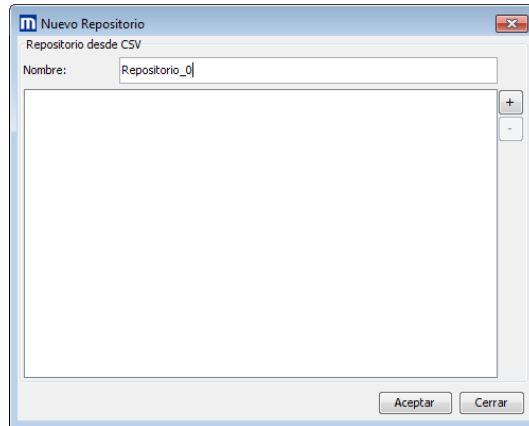 m Nuevo Repositorio
Repositorio desde CSV
Nombre: Repositorio_0
+
-
Aceptar Cerrar